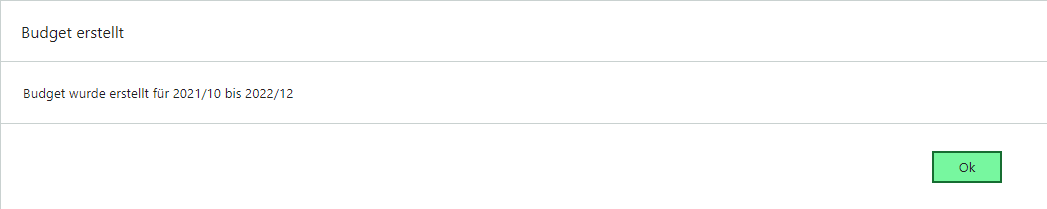 Budget erstellt
Budget wurde erstellt für 2021/10 bis 2022/12
Ok